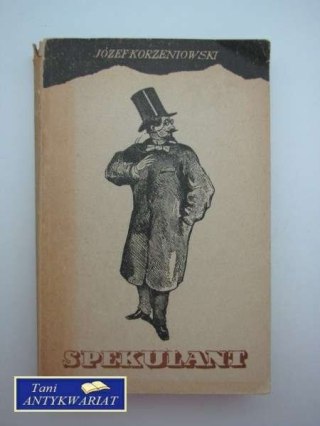 JÓZEF KORZENIOWSKI
SPEKULANT
Tani
ANTYKWARIAT